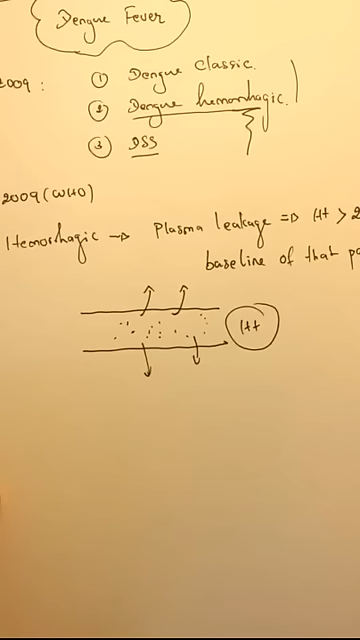 Dengue Fever
2009 :
① Dengue classic.
② Dengue hemorrhagic.
③ DSS
2009 (WHO)
Hemorrhagic → Plasma leakage ⇒ Ht > 2
baseline of that
Ht